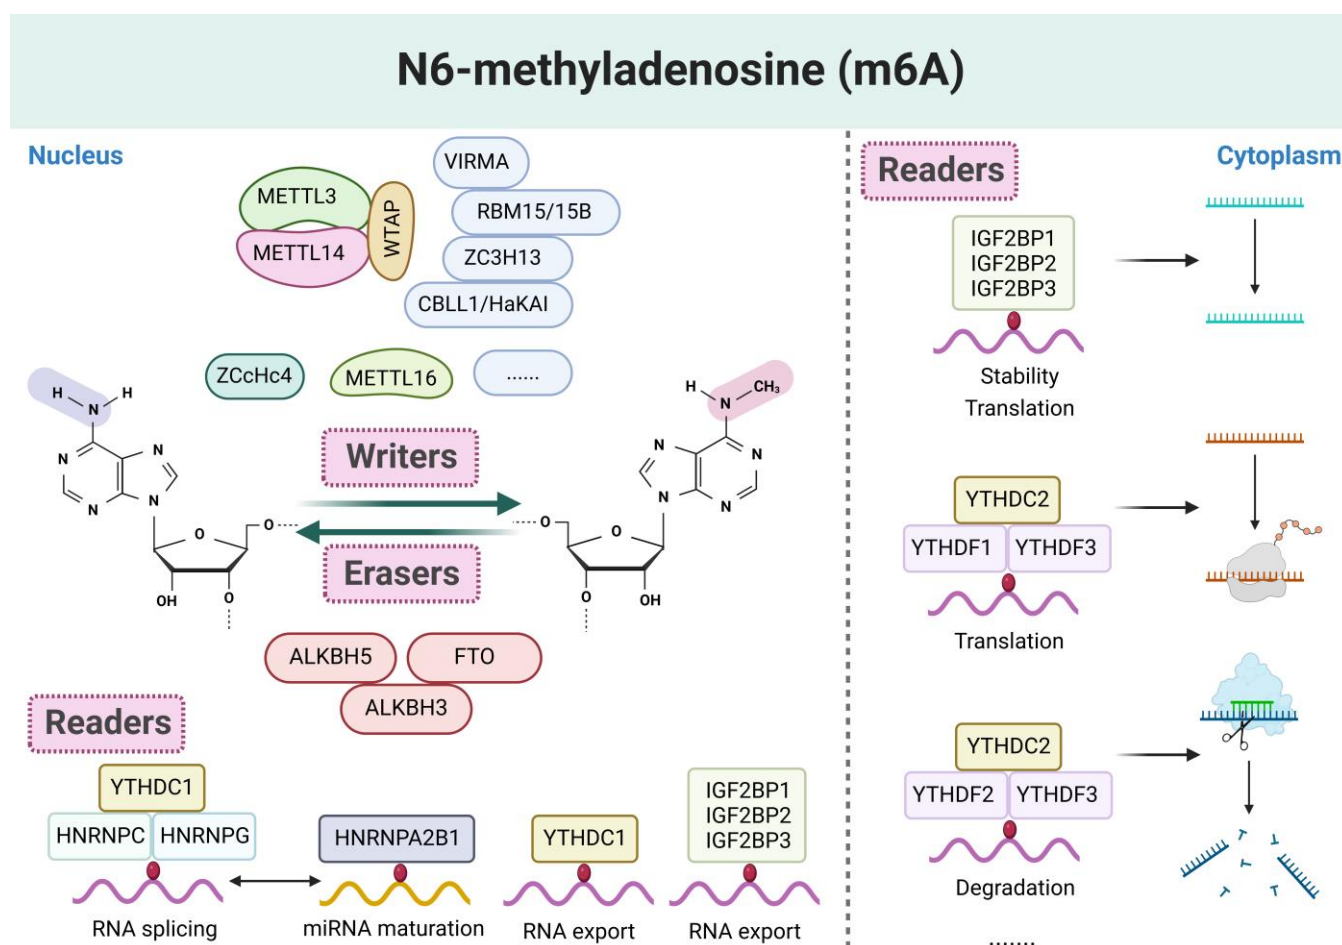 N6-methyladenosine (m6A)
Nucleus
VIRMA
METTL3
WTAP
RBM15/15B
METTL14
ZC3H13
CBLL1/HaKAI
ZCcHc4
METTL16
......
H
H
N
N
N
N
N
O
O
OH
O
H
CH₃
N
N
N
N
N
O
O
O
OH
Writers
Erasers
ALKBH5
FTO
ALKBH3
Readers
YTHDC1
HNRNPC
HNRNPG
RNA splicing
HNRNPA2B1
miRNA maturation
YTHDC1
RNA export
IGF2BP1
IGF2BP2
IGF2BP3
RNA export
Readers
Cytoplasm
IGF2BP1
IGF2BP2
IGF2BP3
Stability
Translation
YTHDC2
YTHDF1
YTHDF3
Translation
YTHDC2
YTHDF2
YTHDF3
Degradation
.......